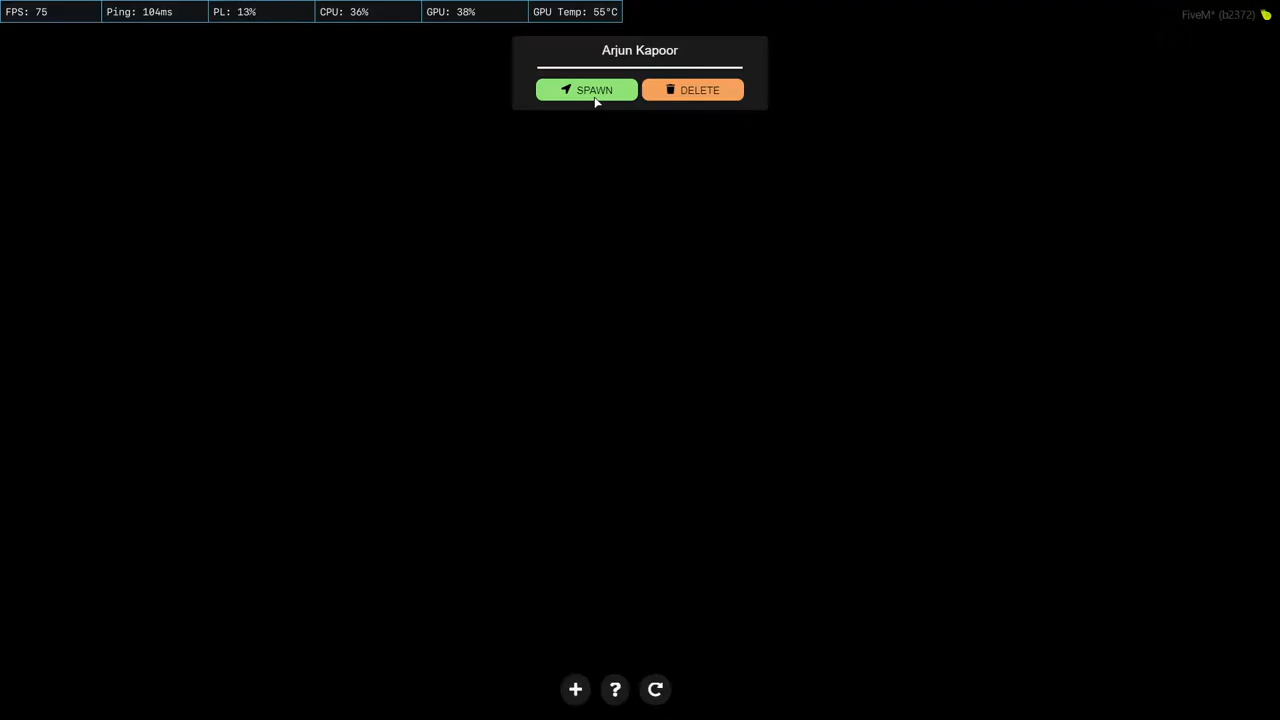 FPS: 75 Ping: 104ms PL: 13% CPU: 36% GPU: 38% GPU Temp: 55°C
FiveM* (b2372)
Arjun Kapoor
SPAWN DELETE
+ ?